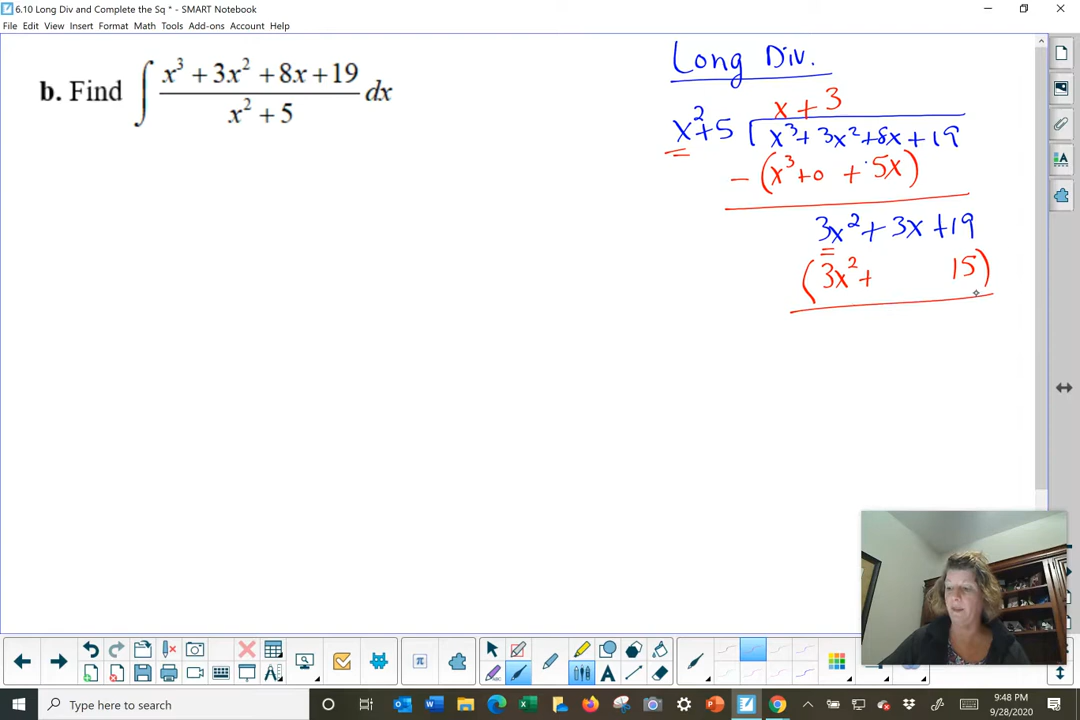 6.10 Long Div and Complete the Sq * - SMART Notebook
File Edit View Insert Format Math Tools Add-ons Account Help
b. Find ∫ (x³ + 3x² + 8x + 19)/(x² + 5) dx
Long Div.
x + 3
x² + 5 x³ + 3x² + 8x + 19
- (x³ + 0 + 5x)
3x² + 3x + 19
(3x² + 15)
Type here to search
9:48 PM
9/28/2020